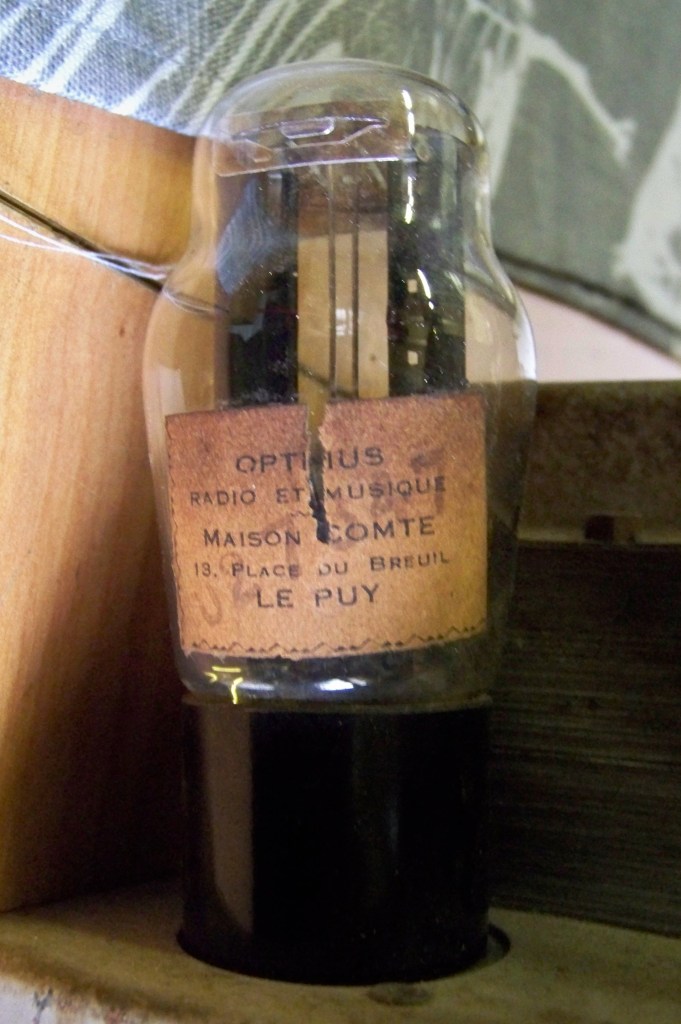 OPTIMUS
RADIO ET MUSIQUE
MAISON COMTE
13, PLACE DU BREUIL
LE PUY